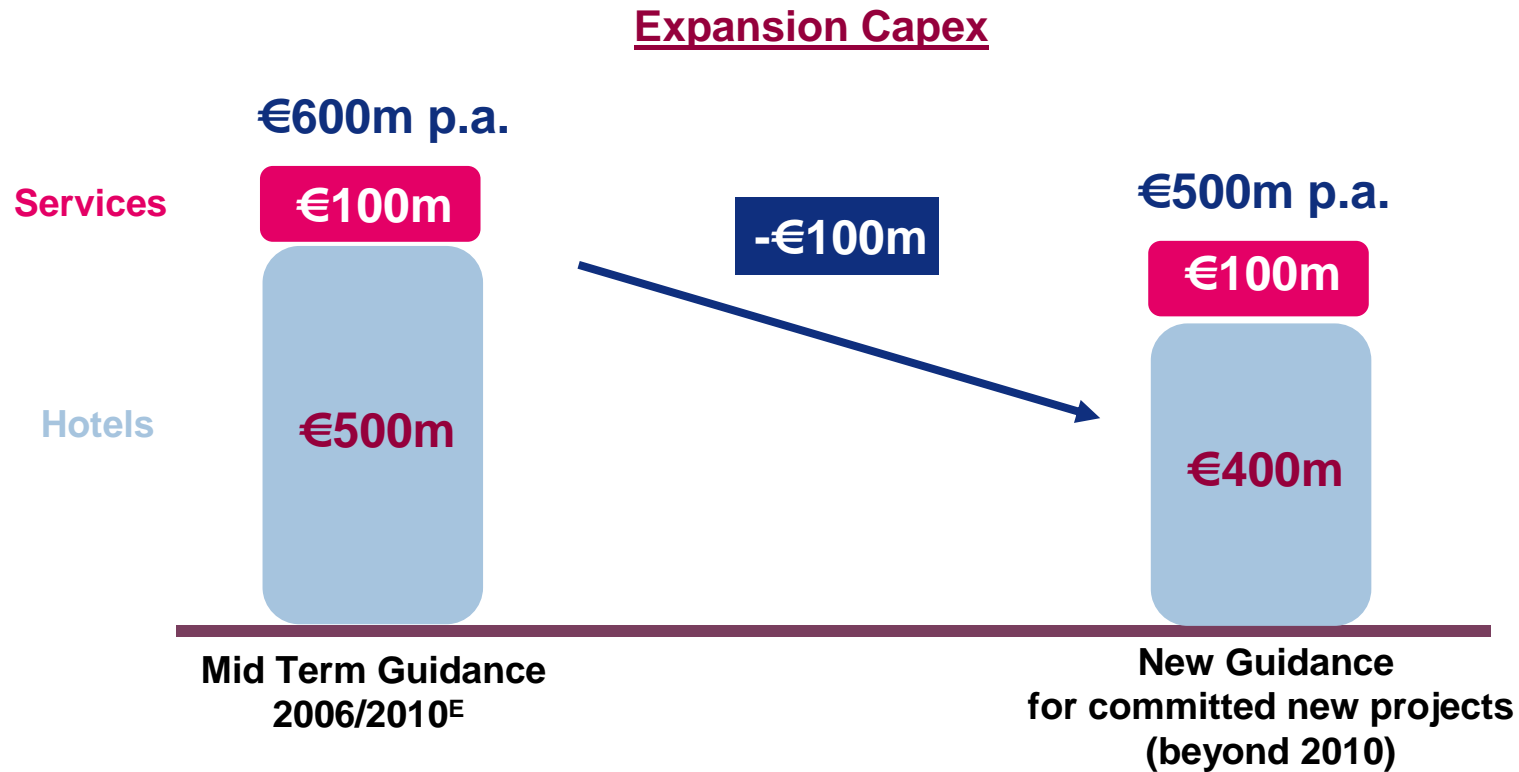 Expansion Capex
€600m p.a.
Services
€100m
-€100m
€500m p.a.
€100m
Hotels
€500m
€400m
Mid Term Guidance
2006/2010ᴱ
New Guidance
for committed new projects
(beyond 2010)